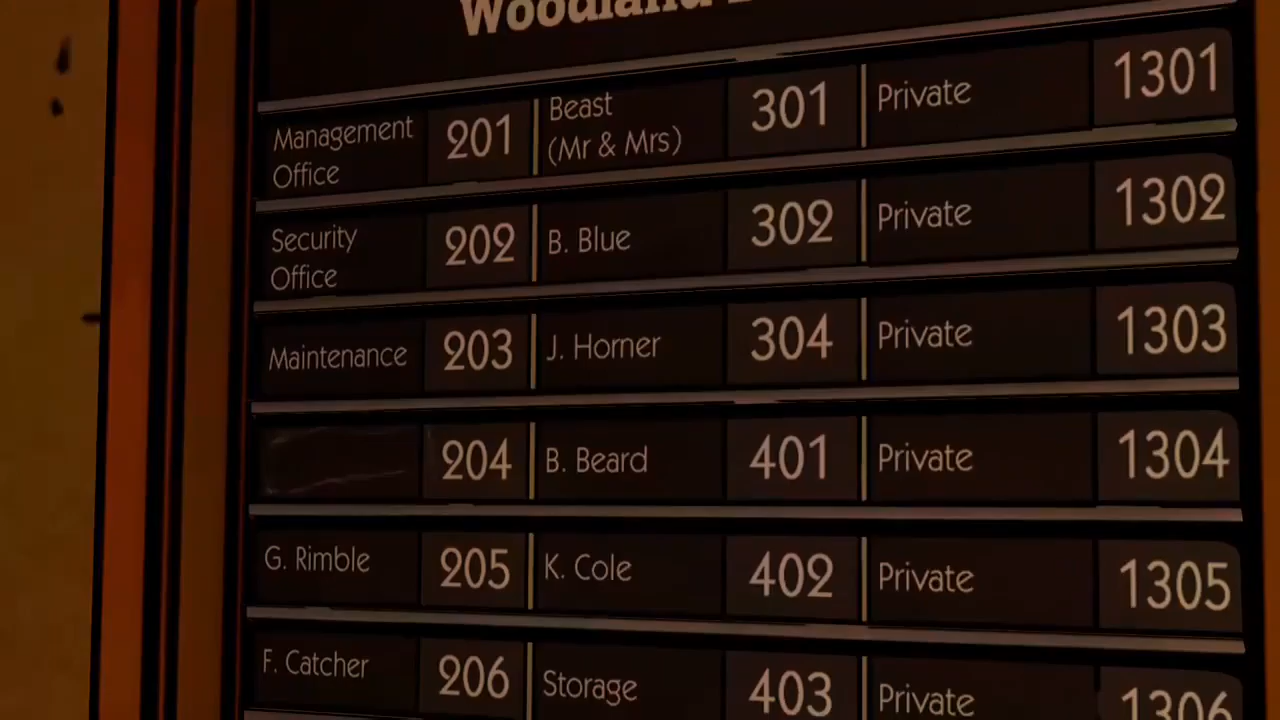 Woodland
Management Office 201 Beast (Mr & Mrs) 301 Private 1301
Security Office 202 B. Blue 302 Private 1302
Maintenance 203 J. Horner 304 Private 1303
204 B. Beard 401 Private 1304
G. Rimble 205 K. Cole 402 Private 1305
F. Catcher 206 Storage 403 Private 1306